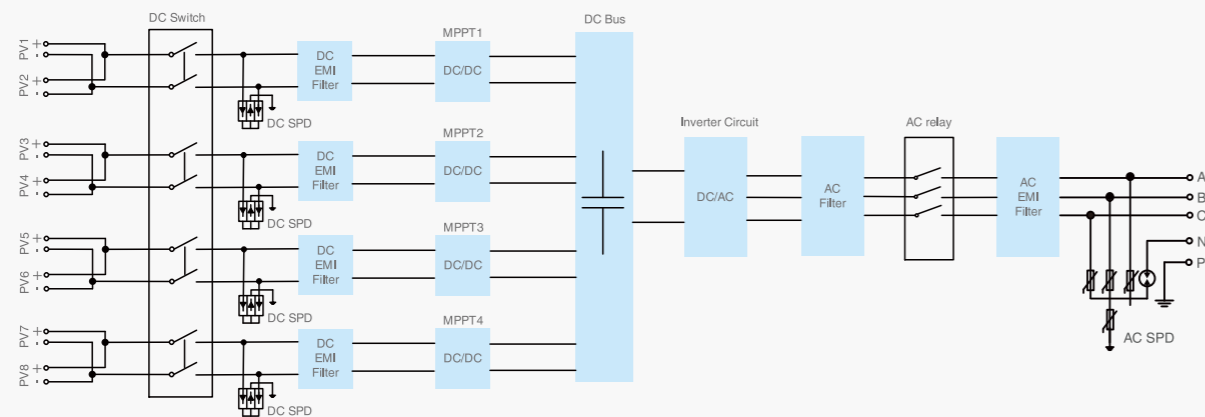 DC Switch
DC Bus
PV1 + -
PV2 + -
DC
EMI
Filter
MPPT1
DC/DC
DC SPD
PV3 + -
PV4 + -
DC
EMI
Filter
MPPT2
DC/DC
DC SPD
Inverter Circuit
DC/AC
AC
Filter
AC relay
AC
EMI
Filter
A
B
C
N
P
AC SPD
PV5 + -
PV6 + -
DC
EMI
Filter
MPPT3
DC/DC
DC SPD
PV7 + -
PV8 + -
DC
EMI
Filter
MPPT4
DC/DC
DC SPD